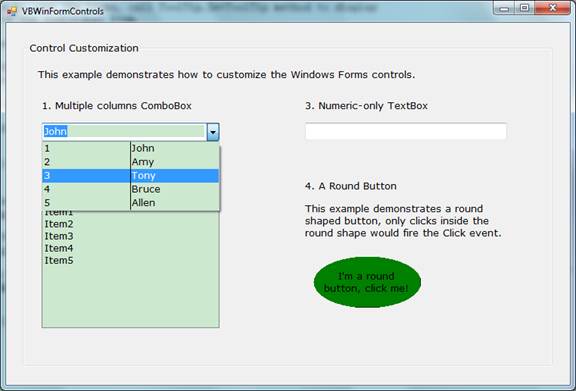 VBWinFormControls
Control Customization
This example demonstrates how to customize the Windows Forms controls.
1. Multiple columns ComboBox
John
1 John
2 Amy
3 Tony
4 Bruce
5 Allen
Item1
Item2
Item3
Item4
Item5
3. Numeric-only TextBox
4. A Round Button
This example demonstrates a round
shaped button, only clicks inside the
round shape would fire the Click event.
I'm a round
button, click me!